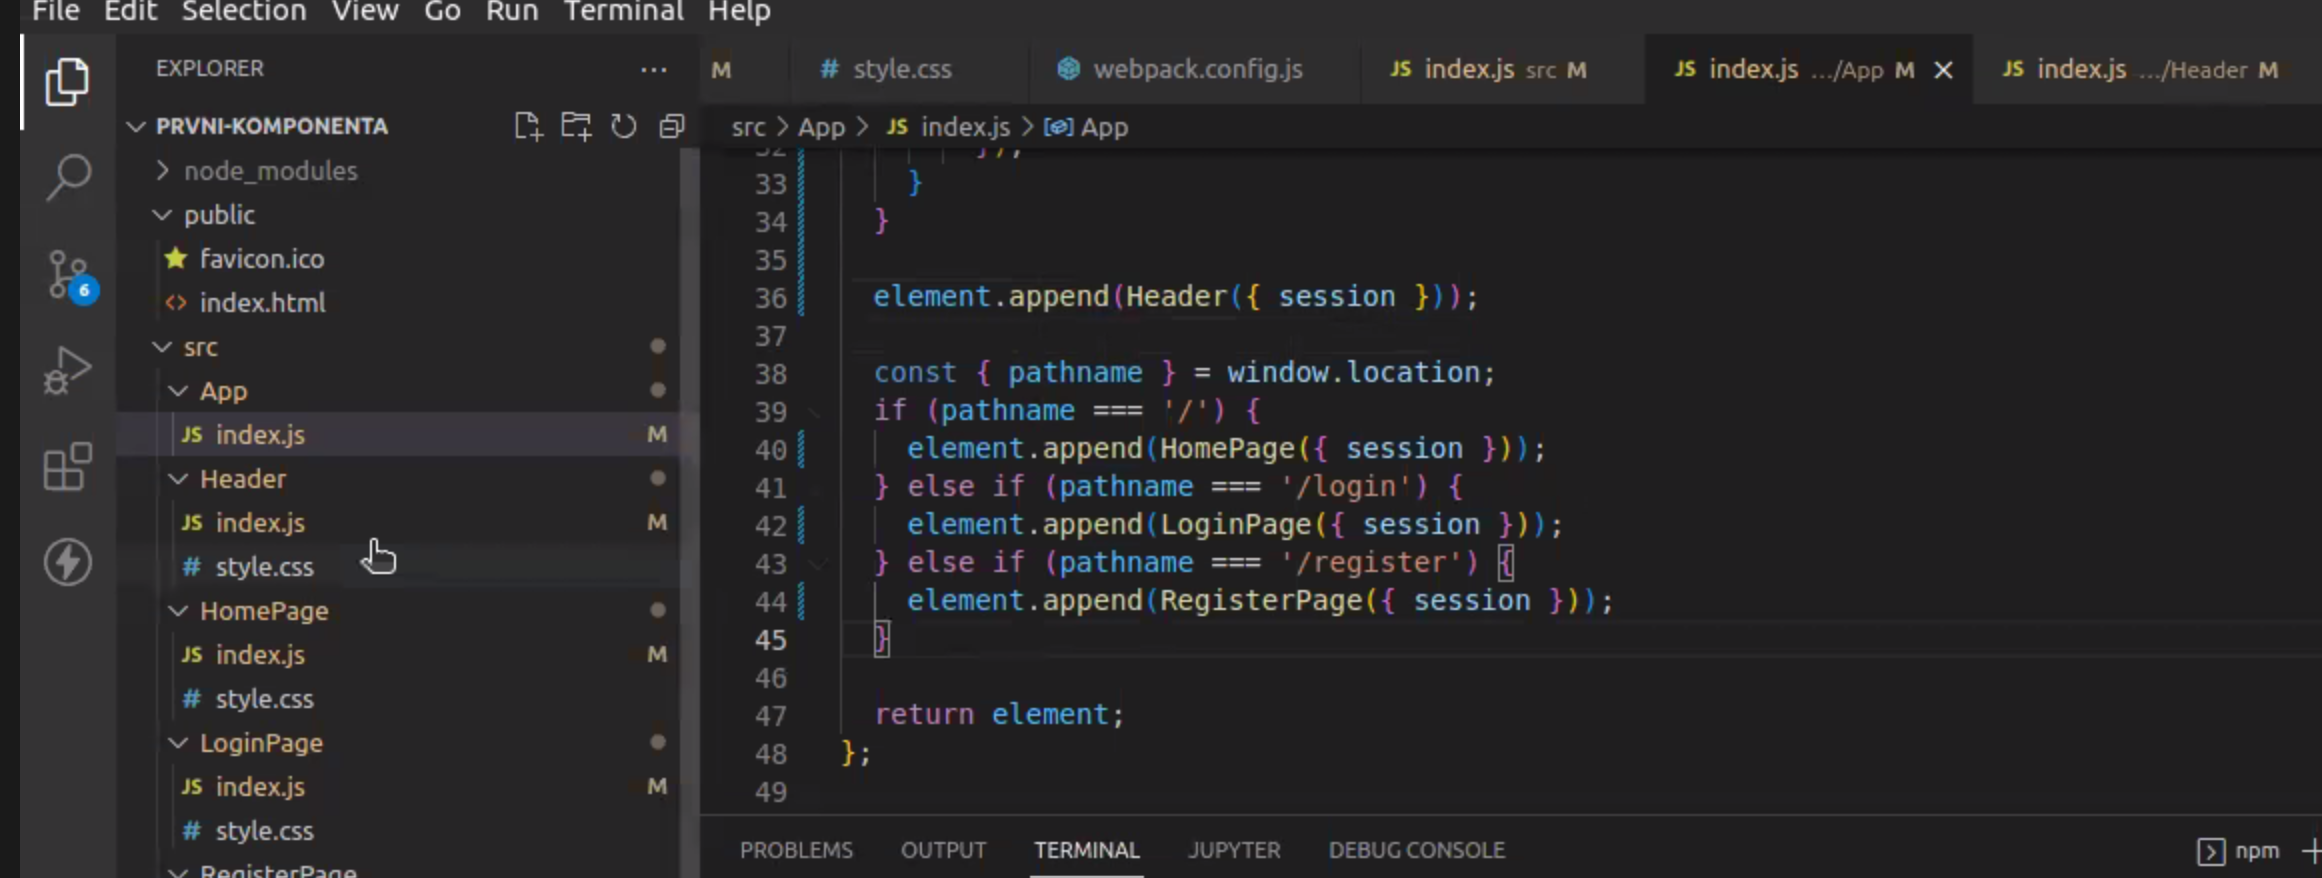 File Edit Selection View Go Run Terminal Help
EXPLORER
PRVNI-KOMPONENTA
node_modules
public
favicon.ico
index.html
src
App
JS index.js M
Header
JS index.js M
# style.css
HomePage
JS index.js M
# style.css
LoginPage
JS index.js M
# style.css
RegisterPage
6
M # style.css webpack.config.js JS index.js src M JS index.js .../App M JS index.js .../Header M
src > App > JS index.js > App
32 });
33 }
34 }
35
36 element.append(Header({ session }));
37
38 const { pathname } = window.location;
39 if (pathname === '/') {
40 element.append(HomePage({ session }));
41 } else if (pathname === '/login') {
42 element.append(LoginPage({ session }));
43 } else if (pathname === '/register') {
44 element.append(RegisterPage({ session }));
45 }
46
47 return element;
48 };
49
PROBLEMS OUTPUT TERMINAL JUPYTER DEBUG CONSOLE npm